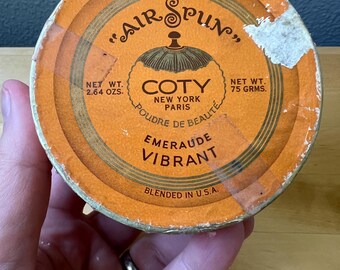 "AIR SPUN"
COTY
NEW YORK
PARIS
NET WT.
2.64 OZS.
NET WT.
75 GRMS.
POUDRE DE BEAUTÉ
EMERAUDE
VIBRANT
BLENDED IN U.S.A.